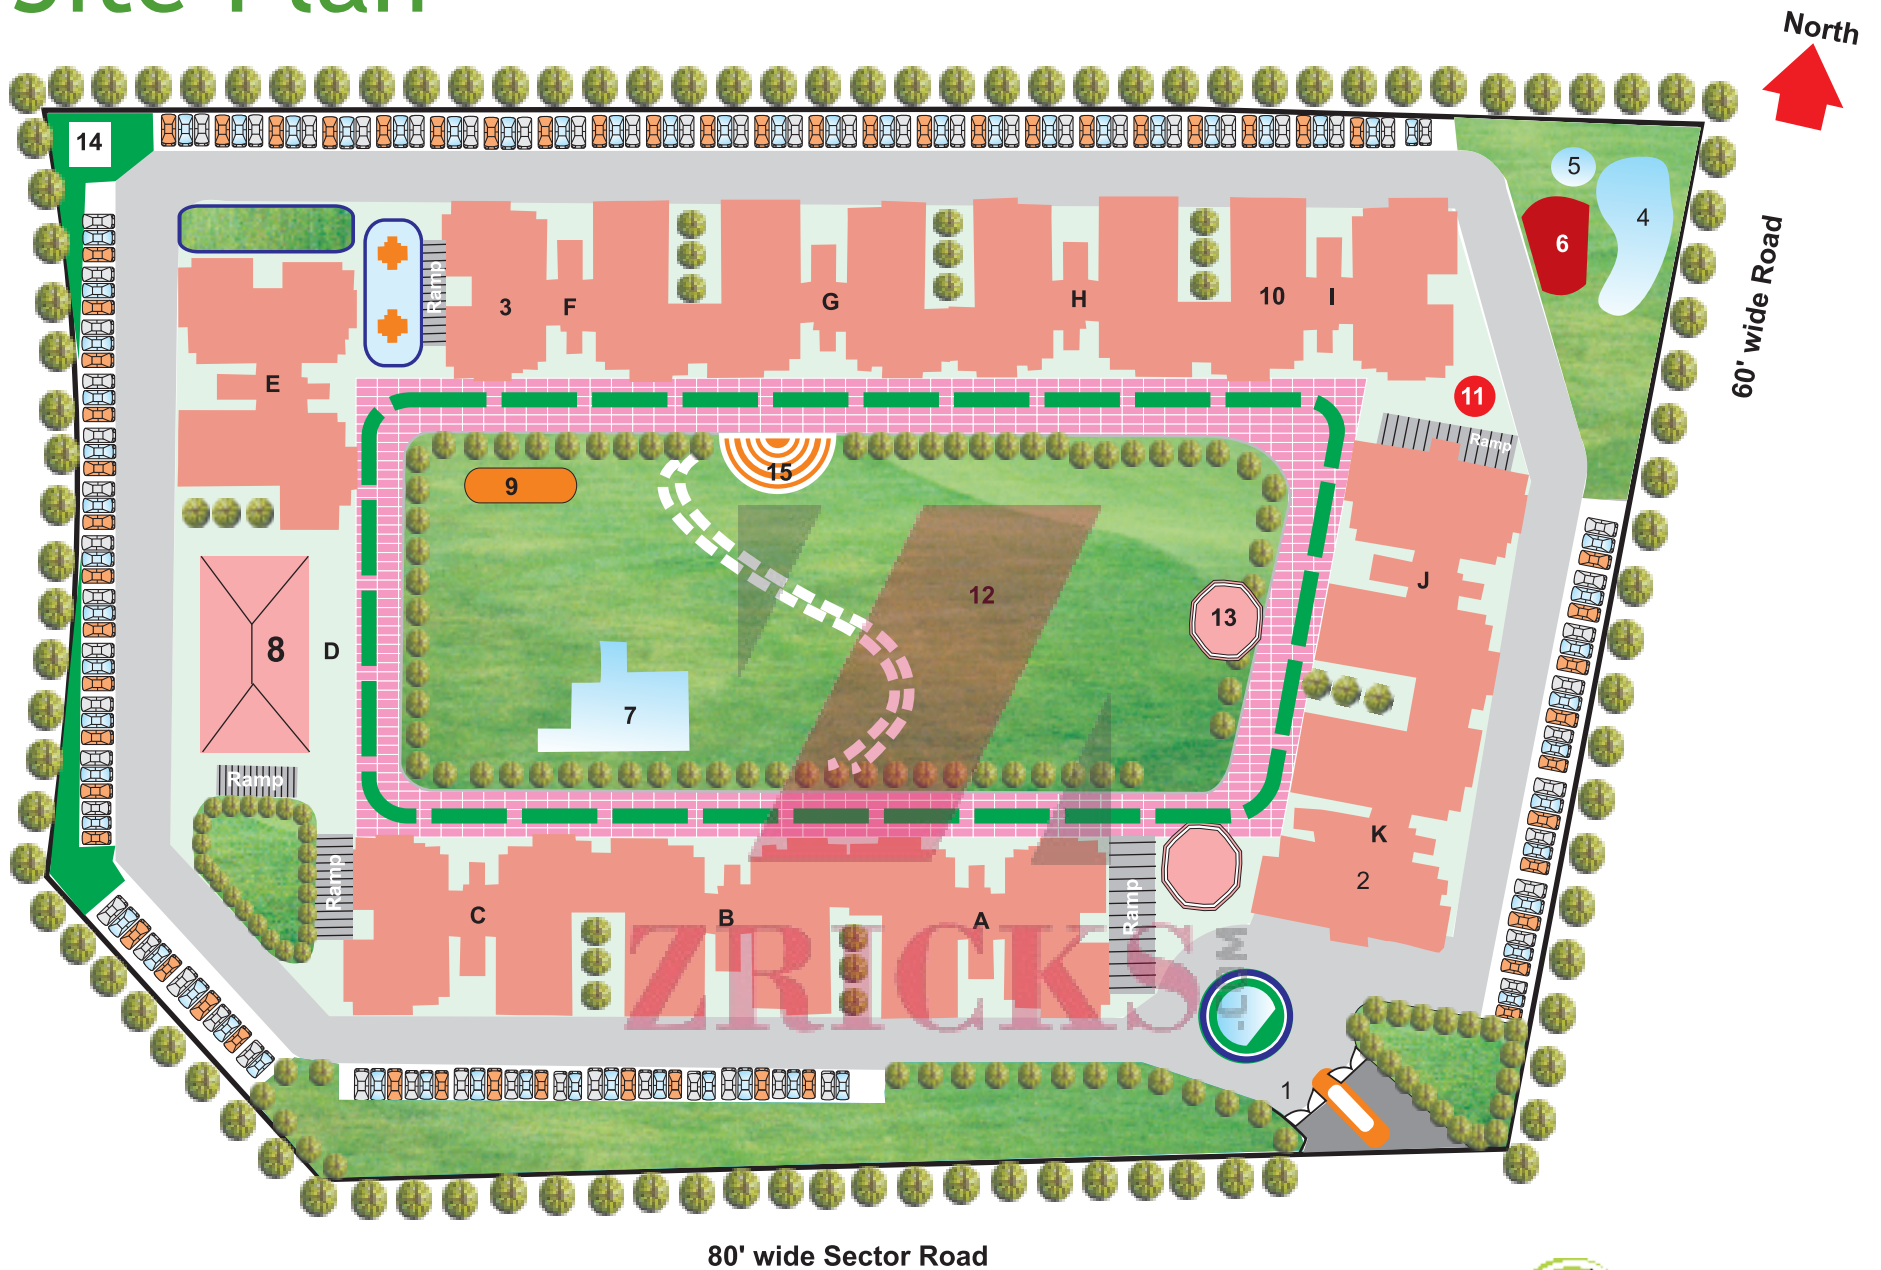 Site Plan
North
14
5
4
6
60' wide Road
Ramp
3
F
G
H
10
I
E
11
Ramp
15
9
J
12
13
8
D
7
Ramp
K
2
Ramp
C
B
A
Ramp
ZRICKS
.COM
1
80' wide Sector Road